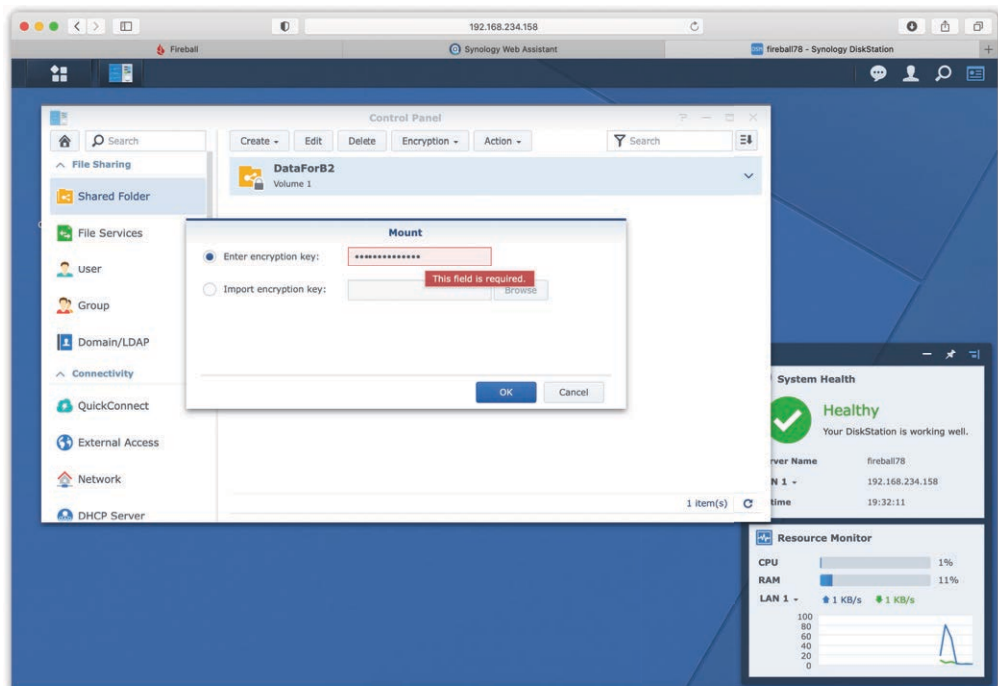 192.168.234.158
Fireball
Synology Web Assistant
DSM fireball78 - Synology DiskStation
Control Panel
Search
Create
Edit
Delete
Encryption
Action
Search
File Sharing
DataForB2
Volume 1
Shared Folder
File Services
User
Group
Domain/LDAP
Connectivity
QuickConnect
External Access
Network
DHCP Server
Mount
Enter encryption key:
••••••••••••••
This field is required.
Import encryption key:
Browse
OK
Cancel
1 item(s)
System Health
Healthy
Your DiskStation is working well.
rver Name fireball78
N 1 192.168.234.158
time 19:32:11
Resource Monitor
CPU 1%
RAM 11%
LAN 1 1 KB/s 1 KB/s
100
80
60
40
20
0